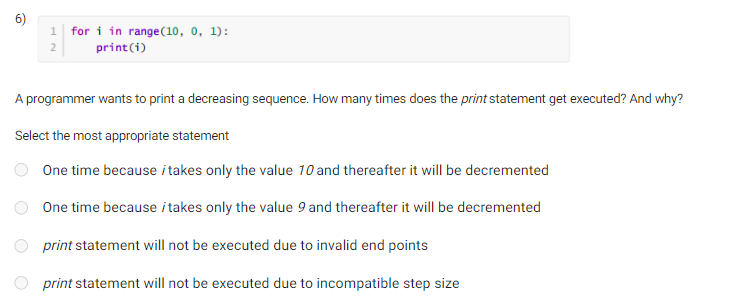 6)
1 for i in range(10, 0, 1):
2 print(i)
A programmer wants to print a decreasing sequence. How many times does the print statement get executed? And why?
Select the most appropriate statement
One time because i takes only the value 10 and thereafter it will be decremented
One time because i takes only the value 9 and thereafter it will be decremented
print statement will not be executed due to invalid end points
print statement will not be executed due to incompatible step size